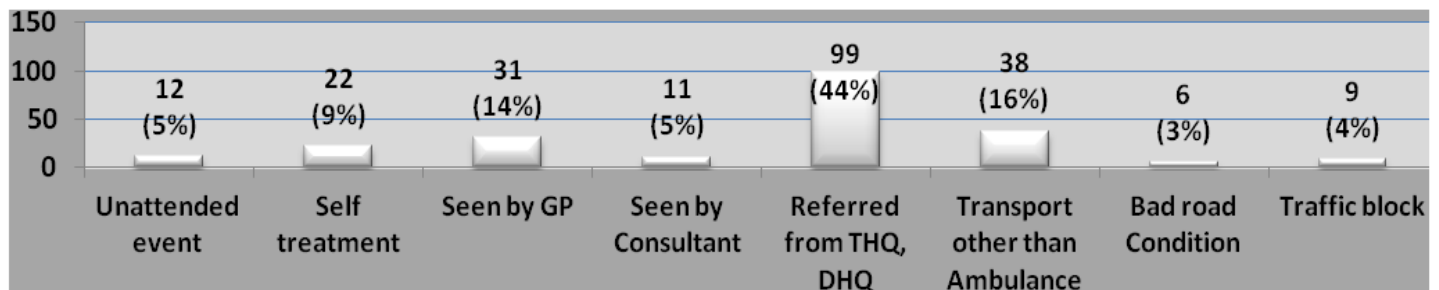 150
100
50
0
12
(5%)
22
(9%)
31
(14%)
11
(5%)
99
(44%)
38
(16%)
6
(3%)
9
(4%)
Unattended
event
Self
treatment
Seen by GP
Seen by
Consultant
Referred
from THQ,
DHQ
Transport
other than
Ambulance
Bad road
Condition
Traffic block